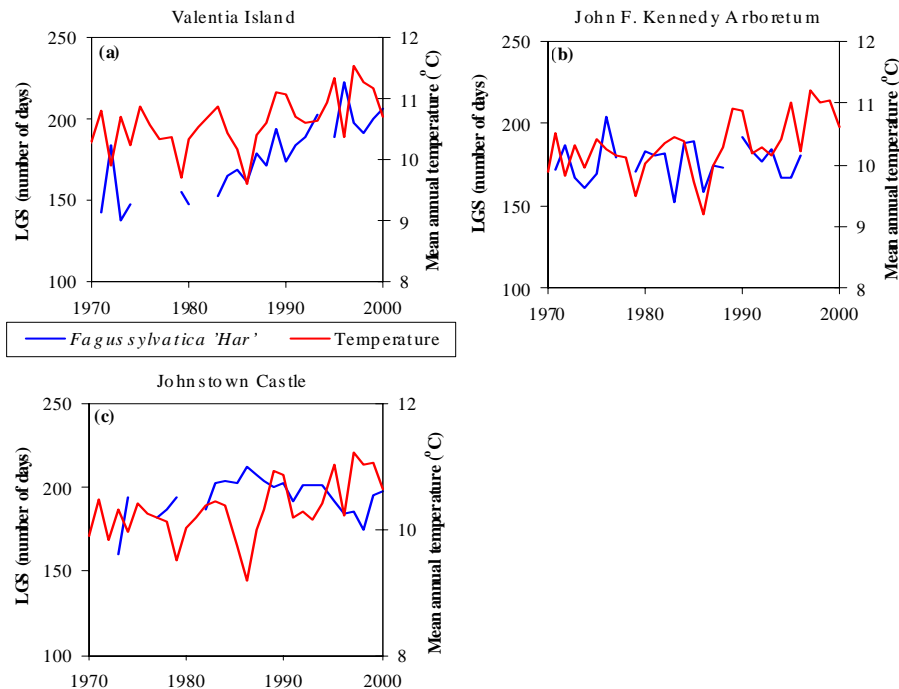 Valentia Island
(a)
LGS (number of days)
250
200
150
100
Mean annual temperature (°C)
12
11
10
9
8
1970 1980 1990 2000
John F. Kennedy Arboretum
(b)
LGS (number of days)
250
200
150
100
Mean annual temperature (°C)
12
11
10
9
8
1970 1980 1990 2000
Fagus sylvatica 'Har' Temperature
Johnstown Castle
(c)
LGS (number of days)
250
200
150
100
Mean annual temperature (°C)
12
10
8
1970 1980 1990 2000